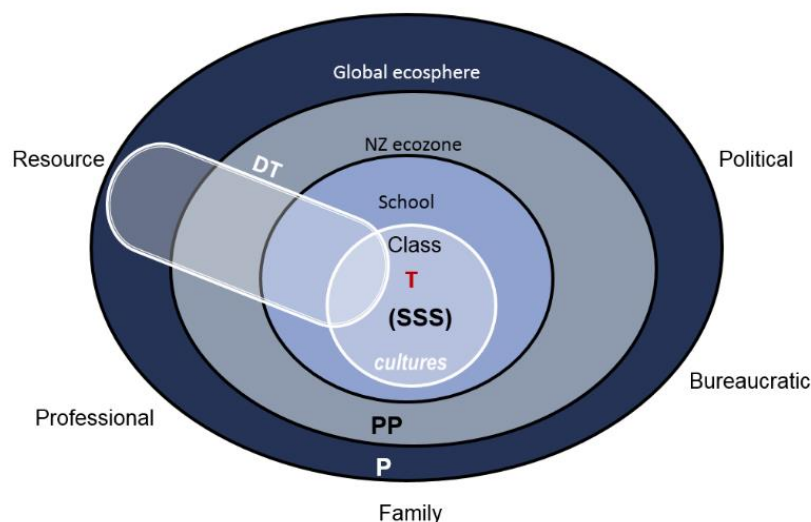 Global ecosphere
NZ ecozone
Resource
DT
Political
School
Class
T
(SSS)
cultures
Bureaucratic
Professional
PP
P
Family